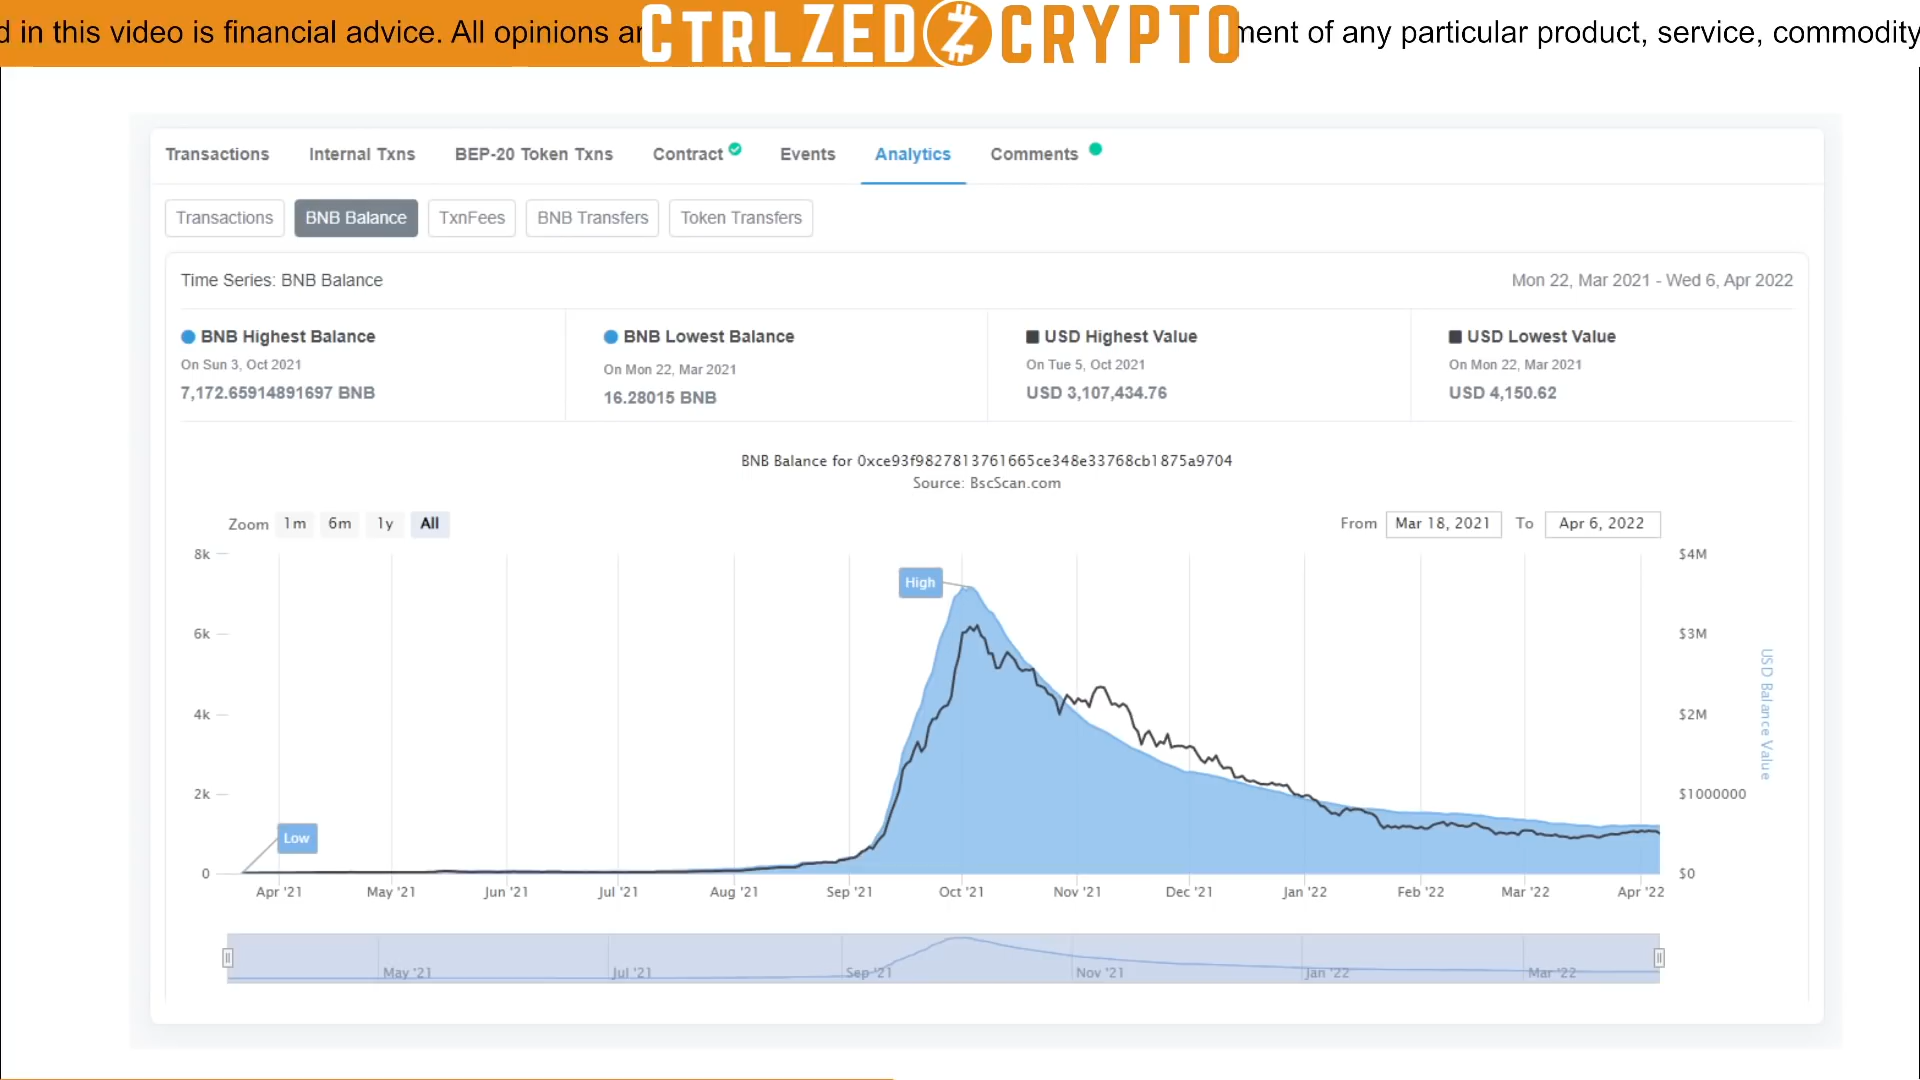 d in this video is financial advice. All opinions ar
CTRLZED CRYPTO
ment of any particular product, service, commodity
Transactions Internal Txns BEP-20 Token Txns Contract Events Analytics Comments
Transactions BNB Balance TxnFees BNB Transfers Token Transfers
Time Series: BNB Balance Mon 22, Mar 2021 - Wed 6, Apr 2022
BNB Highest Balance BNB Lowest Balance USD Highest Value USD Lowest Value
On Sun 3, Oct 2021 On Mon 22, Mar 2021 On Tue 5, Oct 2021 On Mon 22, Mar 2021
7,172.65914891697 BNB 16.28015 BNB USD 3,107,434.76 USD 4,150.62
BNB Balance for 0xce93f9827813761665ce348e33768cb1875a9704
Source: BscScan.com
Zoom 1m 6m 1y All From Mar 18, 2021 To Apr 6, 2022
8k $4M
High
6k $3M
4k $2M
USD Balance Value
2k $1000000
Low
0 $0
Apr '21 May '21 Jun '21 Jul '21 Aug '21 Sep '21 Oct '21 Nov '21 Dec '21 Jan '22 Feb '22 Mar '22 Apr '22
May '21 Jul '21 Sep '21 Nov '21 Jan '22 Mar '22